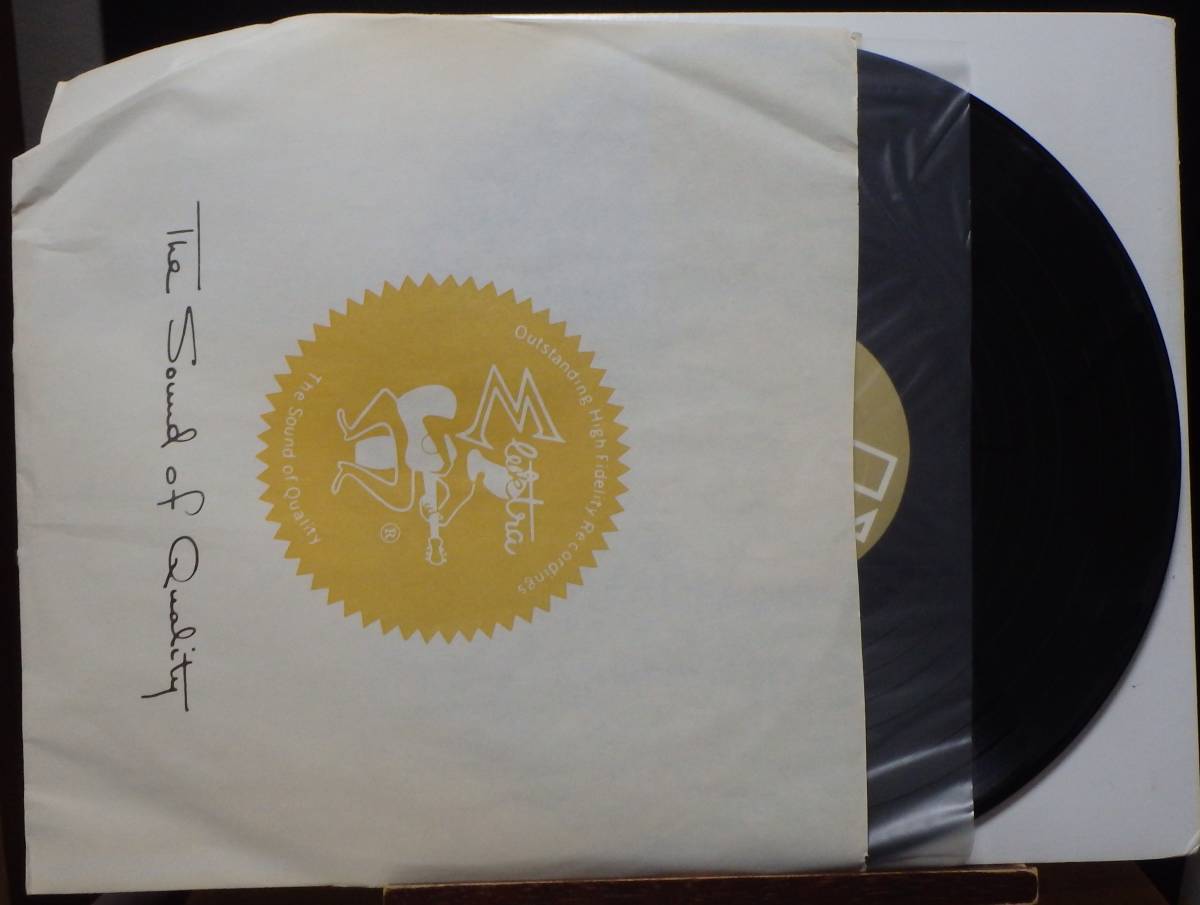 Outstanding High Fidelity Recordings
Elektra
®
The Sound of Quality
The Sound of Quality